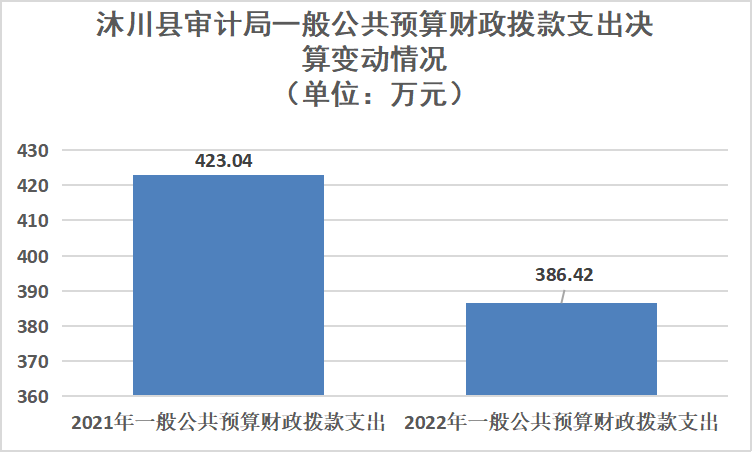 沐川县审计局一般公共预算财政拨款支出决
算变动情况
（单位：万元）
430
420
410
400
390
380
370
360
423.04
386.42
2021年一般公共预算财政拨款支出
2022年一般公共预算财政拨款支出